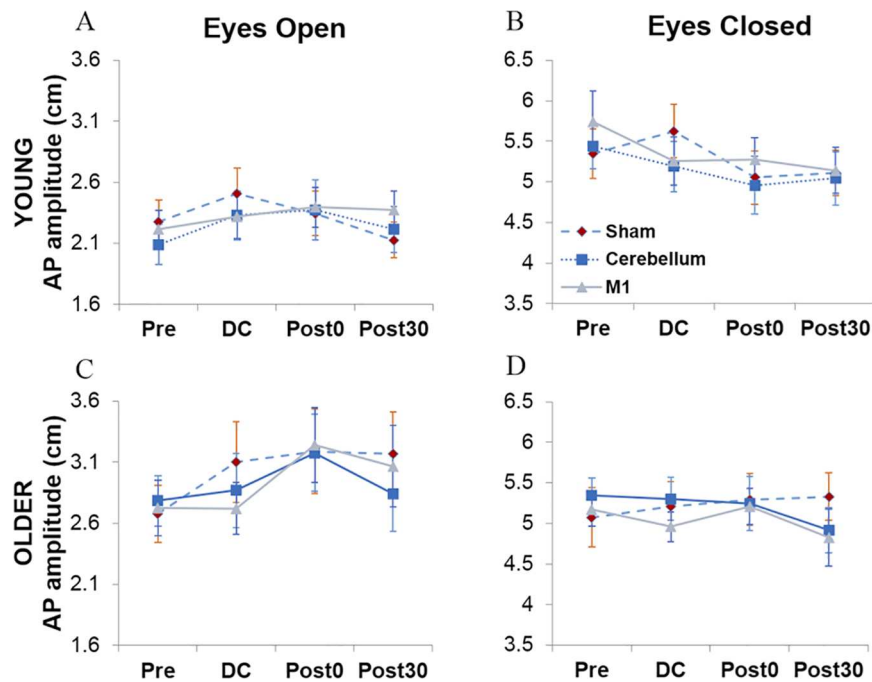 A
Eyes Open
B
Eyes Closed
YOUNG
AP amplitude (cm)
3.6
3.1
2.6
2.1
1.6
Pre DC Post0 Post30
6.5
6
5.5
5
4.5
4
3.5
Sham
Cerebellum
M1
Pre DC Post0 Post30
C
D
OLDER
AP amplitude (cm)
3.6
3.1
2.6
2.1
1.6
Pre DC Post0 Post30
6.5
6
5.5
5
4.5
4
3.5
Pre DC Post0 Post30